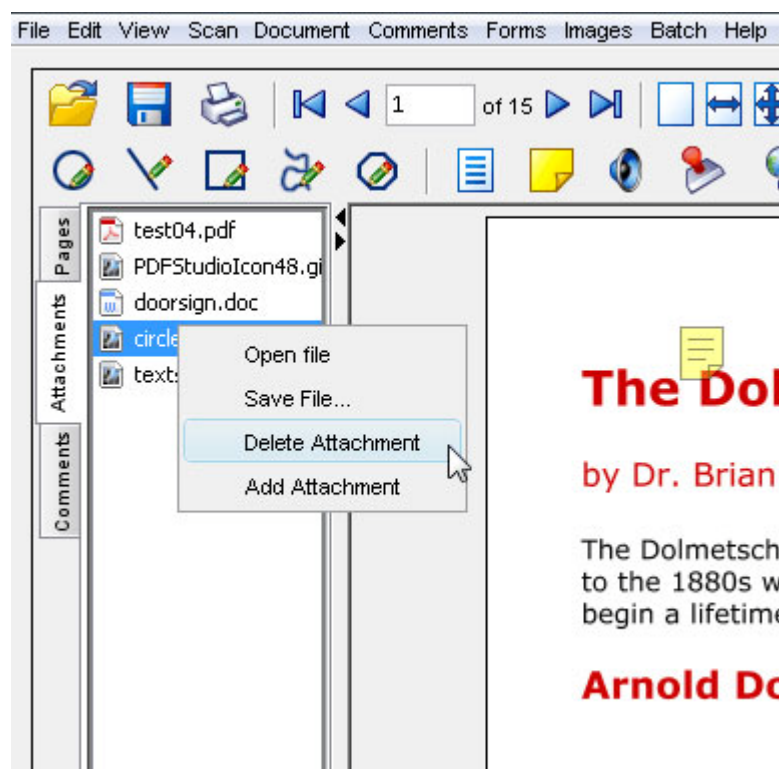 File Edit View Scan Document Comments Forms Images Batch Help
1 of 15
Pages
Attachments
Comments
test04.pdf
PDFStudioIcon48.gi
doorsign.doc
circle
text
Open file
Save File...
Delete Attachment
Add Attachment
The Dol
by Dr. Brian
The Dolmetsch
to the 1880s w
begin a lifetime
Arnold Do